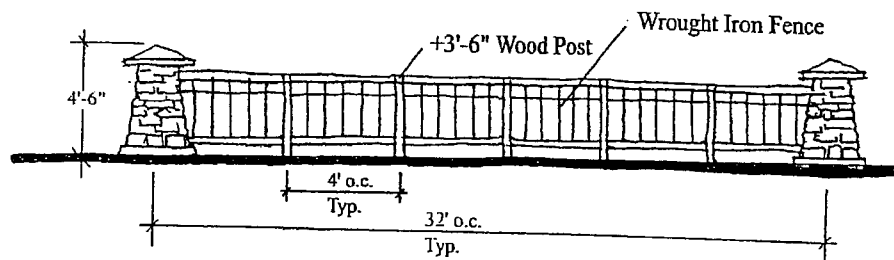 Wrought Iron Fence
+3'-6" Wood Post
4'-6"
4' o.c.
Typ.
32' o.c.
Typ.